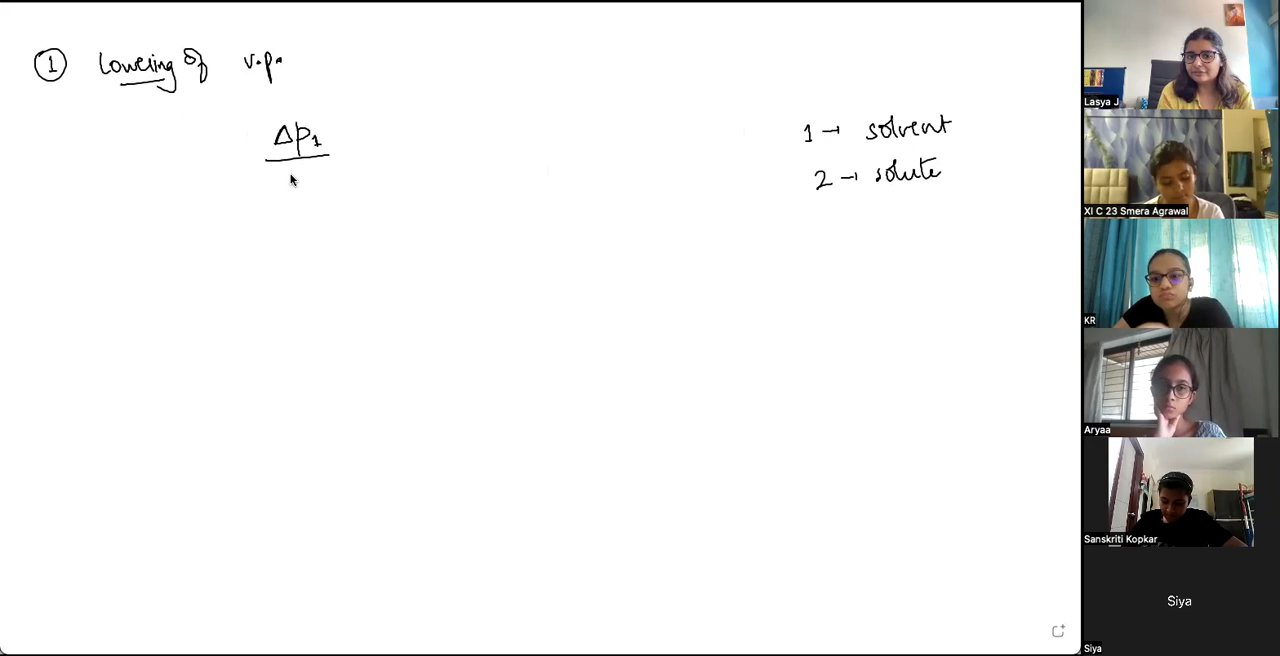 1 lowering of v.p.
Δp₁
1 → solvent
2 → solute
Lasya J
XI C 23 Smera Agrawal
KR
Aryaa
Sanskriti Kopkar
Siya
Siya